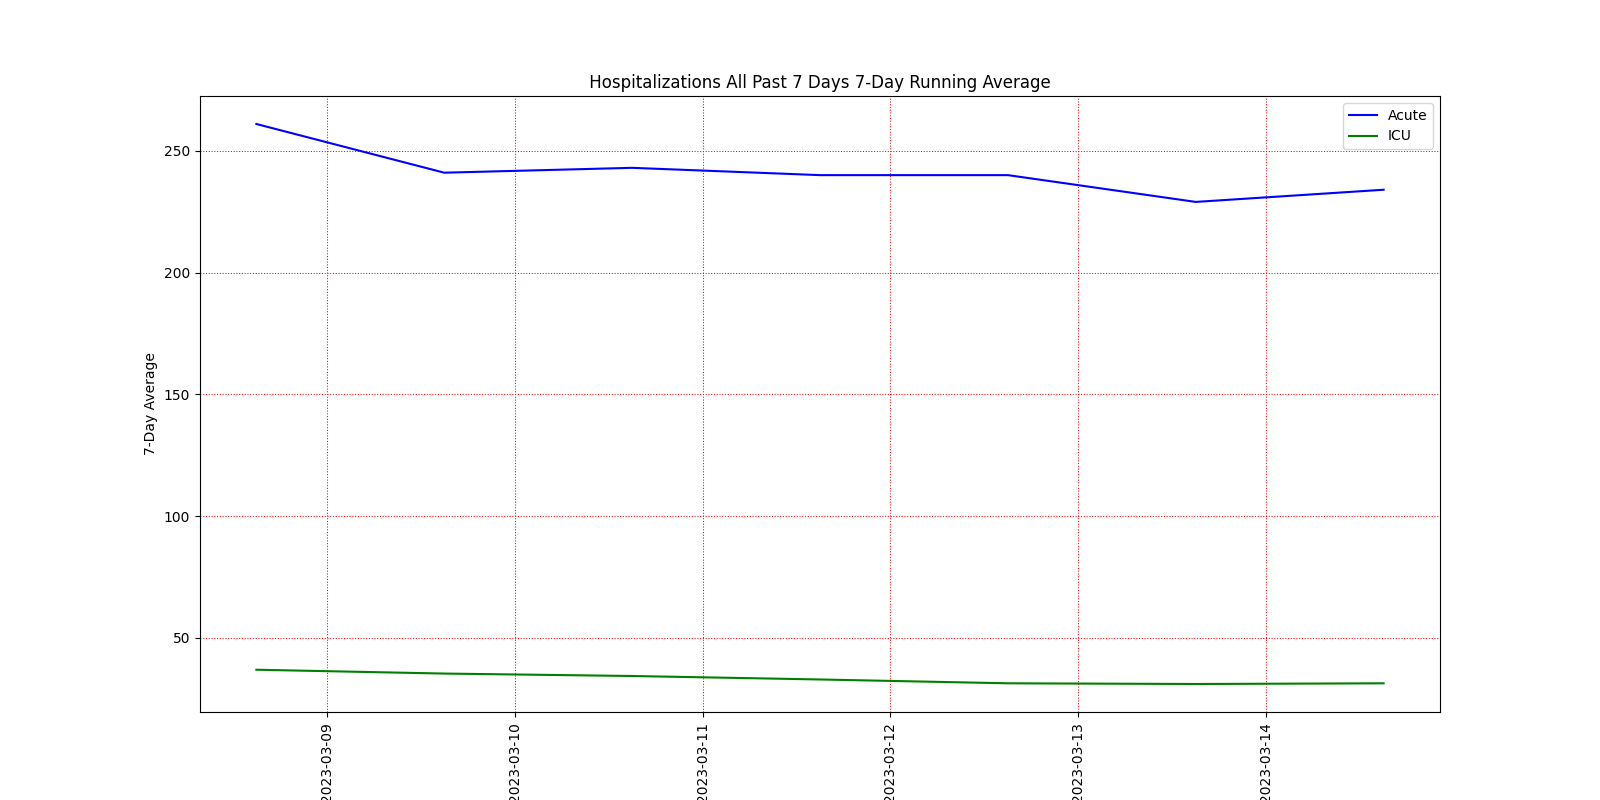 Hospitalizations All Past 7 Days 7-Day Running Average
Acute
ICU
7-Day Average
250
200
150
100
50
2023-03-09
2023-03-10
2023-03-11
2023-03-12
2023-03-13
2023-03-14